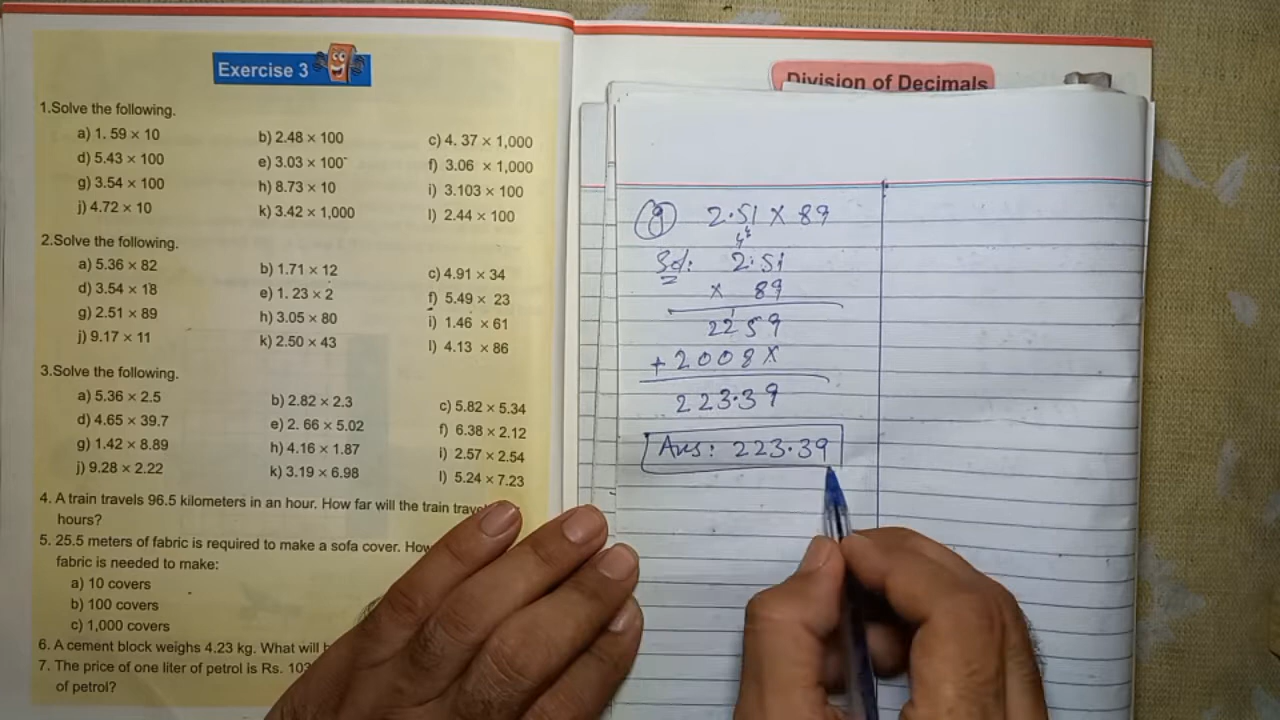 Exercise 3
1.Solve the following.
a) 1. 59 × 10 b) 2.48 × 100 c) 4. 37 × 1,000
d) 5.43 × 100 e) 3.03 × 100 f) 3.06 × 1,000
g) 3.54 × 100 h) 8.73 × 10 i) 3.103 × 100
j) 4.72 × 10 k) 3.42 × 1,000 l) 2.44 × 100
2.Solve the following.
a) 5.36 × 82 b) 1.71 × 12 c) 4.91 × 34
d) 3.54 × 18 e) 1. 23 × 2 f) 5.49 × 23
g) 2.51 × 89 h) 3.05 × 80 i) 1.46 × 61
j) 9.17 × 11 k) 2.50 × 43 l) 4.13 × 86
3.Solve the following.
a) 5.36 × 2.5 b) 2.82 × 2.3 c) 5.82 × 5.34
d) 4.65 × 39.7 e) 2. 66 × 5.02 f) 6.38 × 2.12
g) 1.42 × 8.89 h) 4.16 × 1.87 i) 2.57 × 2.54
j) 9.28 × 2.22 k) 3.19 × 6.98 l) 5.24 × 7.23
4. A train travels 96.5 kilometers in an hour. How far will the train
hours?
5. 25.5 meters of fabric is required to make a sofa cover.
fabric is needed to make:
a) 10 covers
b) 100 covers
c) 1,000 covers
6. A cement block weighs 4.23 kg. What will
7. The price of one liter of petrol is Rs.
of petrol?
Division of Decimals
g 2.51 × 89
Sol: 2.51
× 89
2259
+ 2008×
223.39
Ans: 223.39